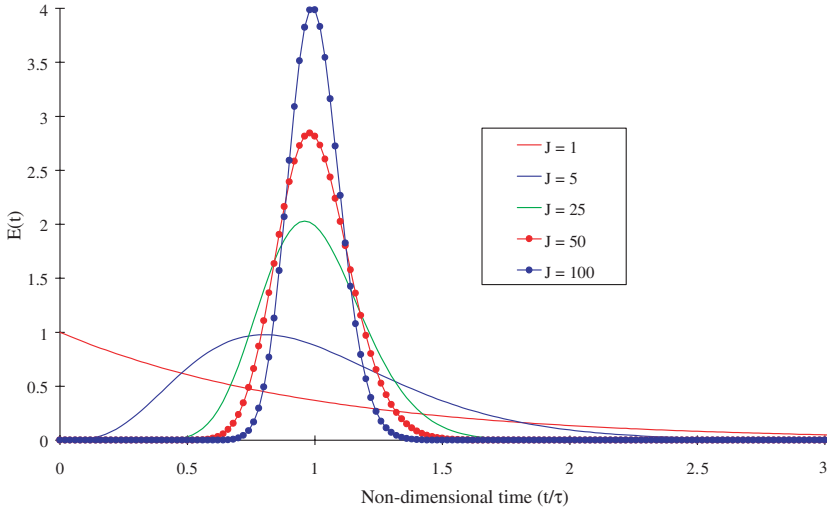 4
3.5
3
2.5
2
1.5
1
0.5
0
E(t)
J = 1
J = 5
J = 25
J = 50
J = 100
0
0.5
1
1.5
2
2.5
3
Non-dimensional time (t/τ)